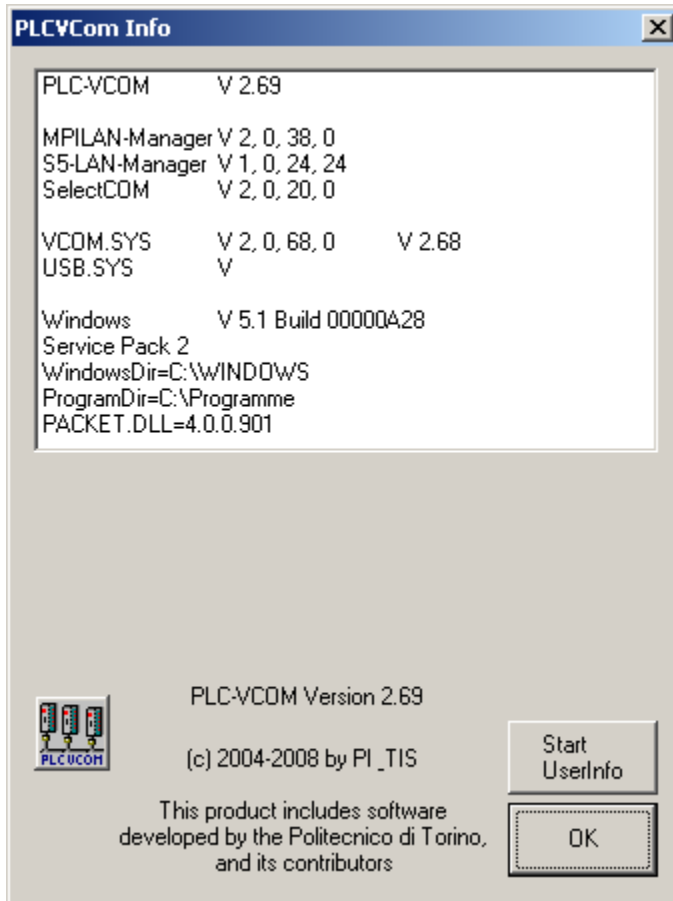 PLCVCom Info
PLC-VCOM V 2.69
MPILAN-Manager V 2, 0, 38, 0
S5-LAN-Manager V 1, 0, 24, 24
SelectCOM V 2, 0, 20, 0
VCOM.SYS V 2, 0, 68, 0 V 2.68
USB.SYS V
Windows V 5.1 Build 00000A28
Service Pack 2
WindowsDir=C:\WINDOWS
ProgramDir=C:\Programme
PACKET.DLL=4.0.0.901
PLC-VCOM Version 2.69
PLCVCOM
(c) 2004-2008 by PI_TIS
Start
UserInfo
This product includes software
developed by the Politecnico di Torino,
and its contributors
OK